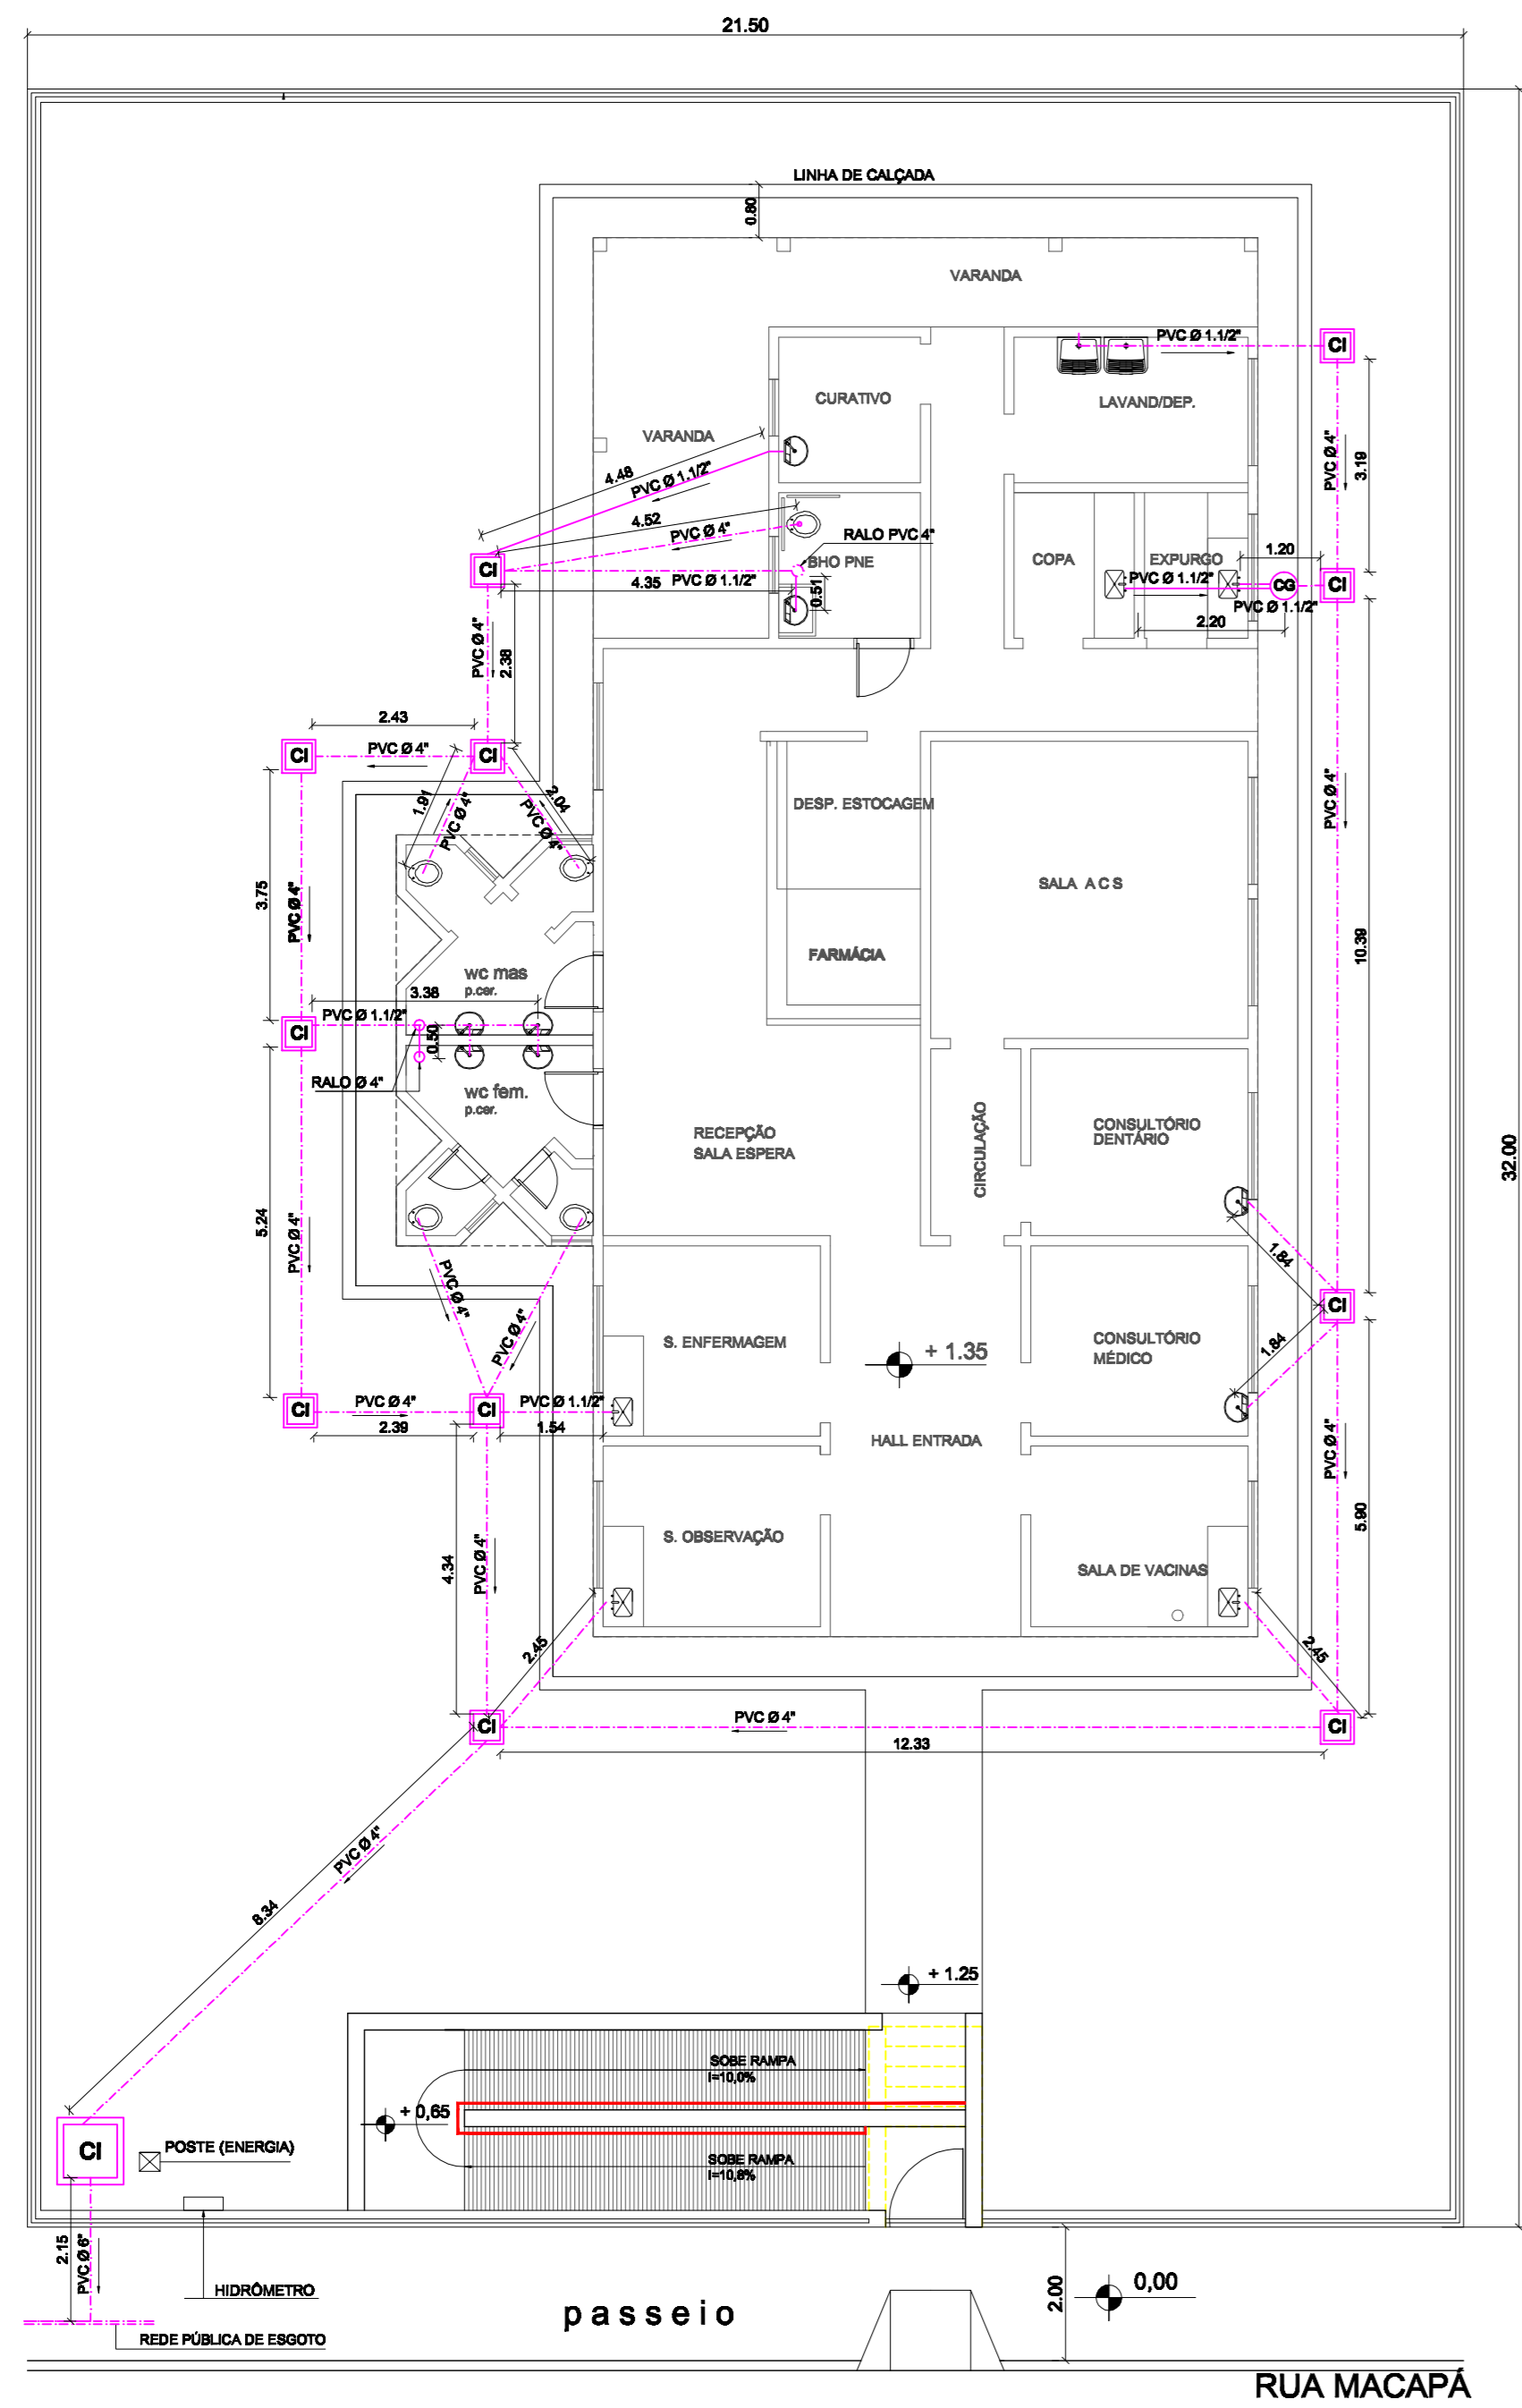 21.50
LINHA DE CALÇADA
0.80
VARANDA
PVC Ø 1.1/2"
CI
CURATIVO
LAVAND/DEP.
VARANDA
4.48
PVC Ø 1.1/2"
PVC Ø 4"
3.19
4.52
PVC Ø 4"
RALO PVC 4"
CI
BHO PNE
COPA
EXPURGO
1.20
4.35
PVC Ø 1.1/2"
0.51
PVC Ø 1.1/2"
CG
CI
PVC Ø 1.1/2"
2.20
PVC Ø 4"
2.38
2.43
CI
PVC Ø 4"
CI
1.91
PVC Ø 4"
2.04
PVC Ø 4"
DESP. ESTOCAGEM
PVC Ø 4"
3.75
PVC Ø 4"
SALA A C S
FARMÁCIA
10.39
wc mas
p.cer.
3.38
PVC Ø 1.1/2"
CI
0.50
RALO Ø 4"
wc fem.
p.cer.
RECEPÇÃO
SALA ESPERA
CIRCULAÇÃO
CONSULTÓRIO
DENTÁRIO
32.00
5.24
PVC Ø 4"
PVC Ø 4"
PVC Ø 4"
1.84
CI
S. ENFERMAGEM
+ 1.35
CONSULTÓRIO
MÉDICO
1.84
CI
PVC Ø 4"
CI
PVC Ø 1.1/2"
2.39
1.54
HALL ENTRADA
PVC Ø 4"
5.90
4.34
PVC Ø 4"
S. OBSERVAÇÃO
SALA DE VACINAS
2.45
2.45
CI
PVC Ø 4"
CI
12.33
PVC Ø 4"
8.34
+ 1.25
SOBE RAMPA
i=10,0%
+ 0,65
CI
POSTE (ENERGIA)
SOBE RAMPA
i=10,8%
2.15
PVC Ø 6"
HIDRÔMETRO
2.00
0,00
passeio
REDE PÚBLICA DE ESGOTO
RUA MACAPÁ